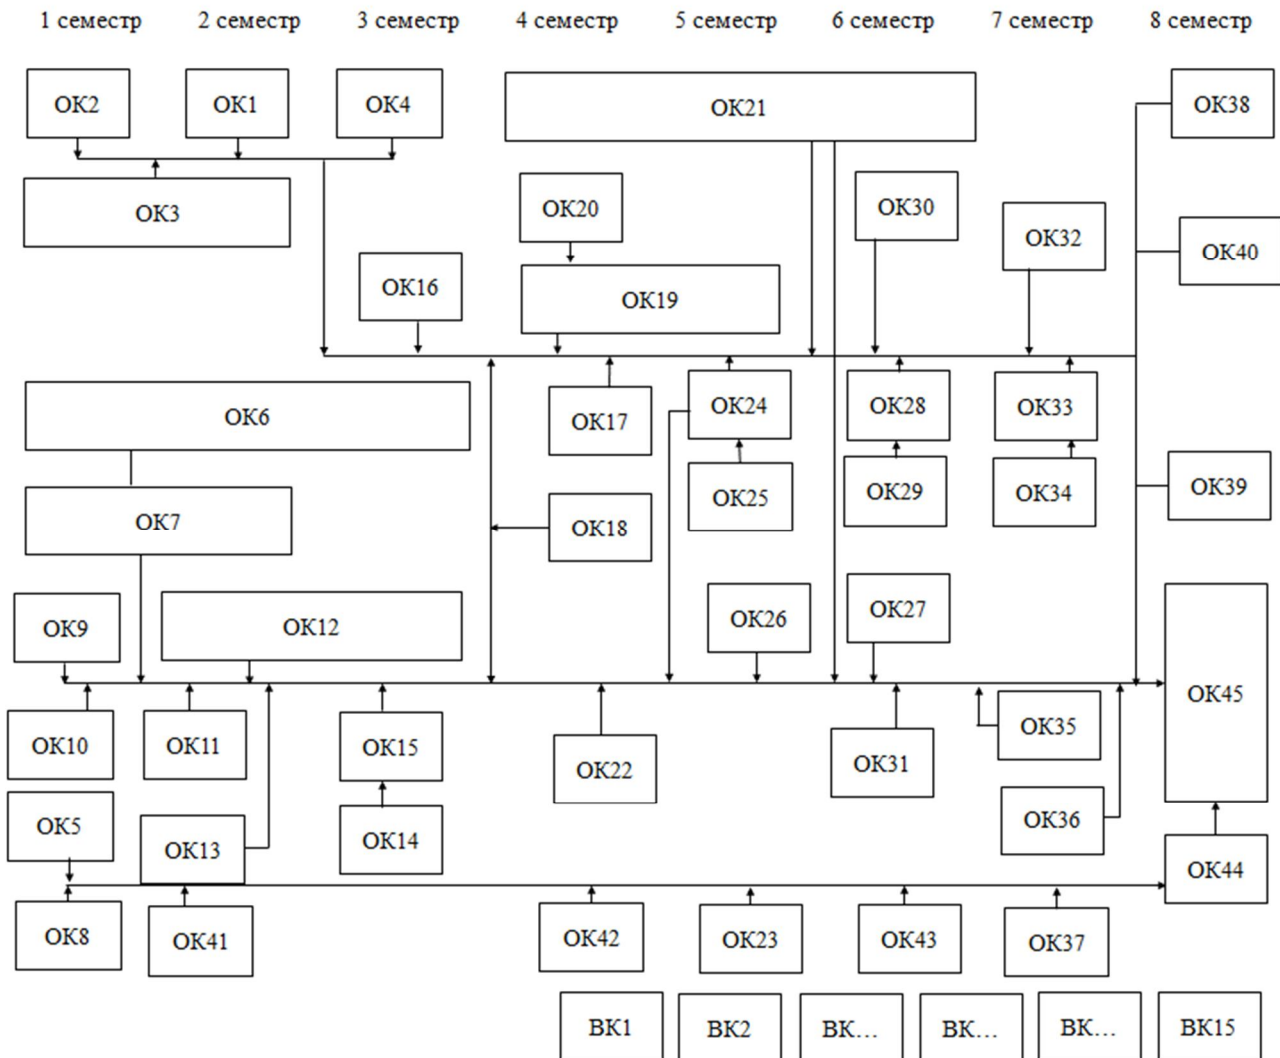 1 семестр 2 семестр 3 семестр 4 семестр 5 семестр 6 семестр 7 семестр 8 семестр
ОК2 ОК1 ОК4 ОК21 ОК38
ОК3 ОК20 ОК30 ОК32
ОК40
ОК16 ОК19
ОК6 ОК17 ОК24 ОК28 ОК33
ОК7 ОК18 ОК25 ОК29 ОК34 ОК39
ОК9 ОК12 ОК26 ОК27
ОК45
ОК10 ОК11 ОК15 ОК22 ОК31 ОК35
ОК5 ОК13 ОК14 ОК36
ОК44
ОК8 ОК41 ОК42 ОК23 ОК43 ОК37
ВК1 ВК2 ВК... ВК... ВК... ВК15